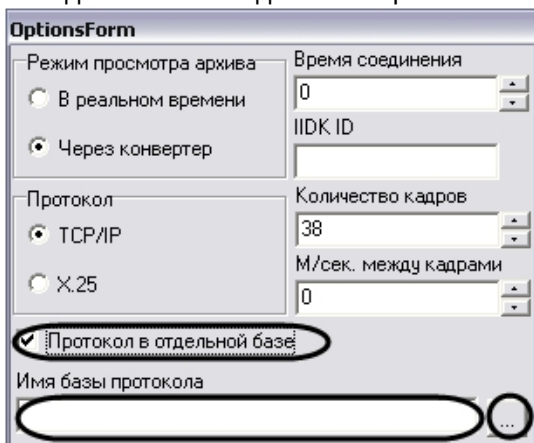 OptionsForm
Режим просмотра архива
В реальном времени
Через конвертер
Время соединения
0
IIDK ID
Протокол
TCP/IP
X.25
Количество кадров
38
М/сек. между кадрами
0
Протокол в отдельной базе
Имя базы протокола
...